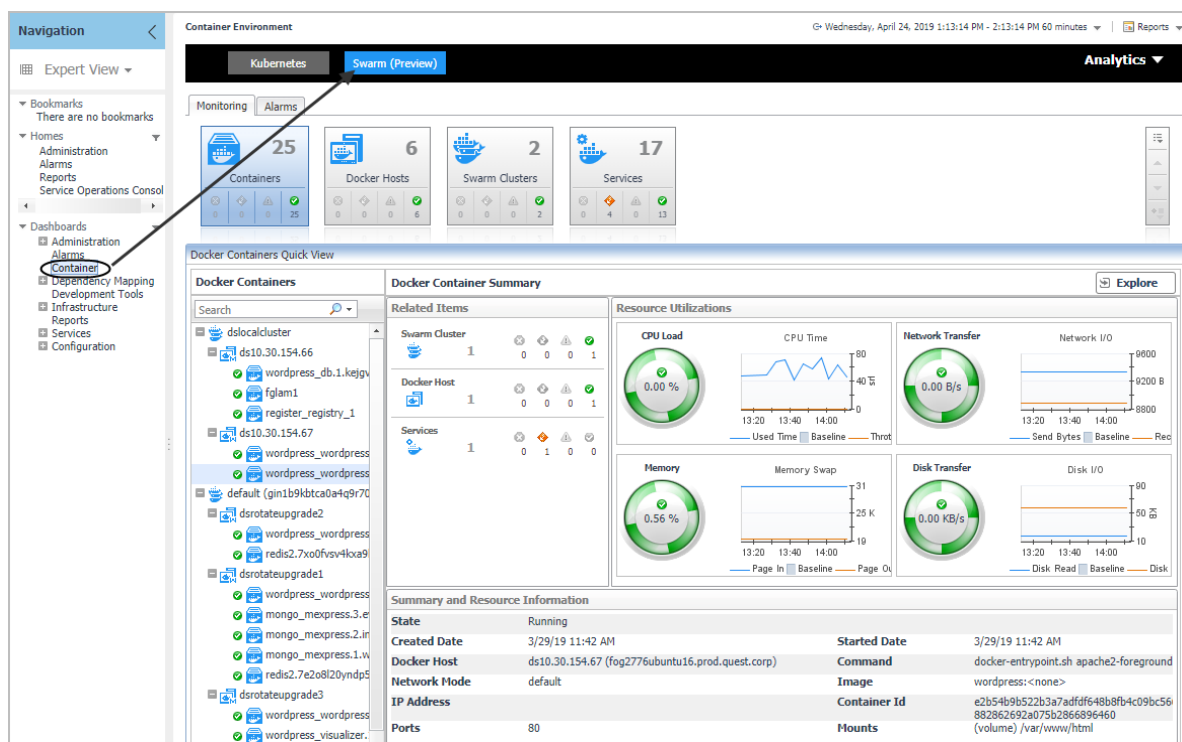 Navigation
Expert View
Bookmarks
There are no bookmarks
Homes
Administration
Alarms
Reports
Service Operations Consol
Dashboards
Administration
Alarms
Container
Dependency Mapping
Development Tools
Infrastructure
Reports
Services
Configuration
Container Environment
Wednesday, April 24, 2019 1:13:14 PM - 2:13:14 PM 60 minutes
Reports
Kubernetes
Swarm (Preview)
Analytics
Monitoring
Alarms
25
Containers
0 0 0 25
6
Docker Hosts
0 0 0 6
2
Swarm Clusters
0 0 0 2
17
Services
0 4 0 13
Docker Containers Quick View
Docker Containers
Search
dslocalcluster
ds10.30.154.66
wordpress_db.1.kejgv
fglam1
register_registry_1
ds10.30.154.67
wordpress_wordpress
wordpress_wordpress
default (gin1b9kbtca0a4q9r70
dsrotateupgrade2
wordpress_wordpress
redis2.7xo0fvsv4kxa9
dsrotateupgrade1
wordpress_wordpress
mongo_mexpress.3.e
mongo_mexpress.2.in
mongo_mexpress.1.w
redis2.7e2o8l20yndp5
dsrotateupgrade3
wordpress_wordpress
wordpress_visualizer.
Docker Container Summary
Explore
Related Items
Swarm Cluster
1
0 0 0 1
Docker Host
1
0 0 0 1
Services
1
0 1 0 0
Resource Utilizations
CPU Load
0.00 %
CPU Time
80
40
0
13:20 13:40 14:00
Used Time Baseline Throt
Network Transfer
0.00 B/s
Network I/O
9600
9200 B
8800
13:20 13:40 14:00
Send Bytes Baseline Rec
Memory
0.56 %
Memory Swap
31
25 K
19
13:20 13:40 14:00
Page In Baseline Page Ou
Disk Transfer
0.00 KB/s
Disk I/O
90
50 KB
10
13:20 13:40 14:00
Disk Read Baseline Disk
Summary and Resource Information
State Running
Created Date 3/29/19 11:42 AM Started Date 3/29/19 11:42 AM
Docker Host ds10.30.154.67 (fog2776ubuntu16.prod.quest.corp) Command docker-entrypoint.sh apache2-foreground
Network Mode default Image wordpress:<none>
IP Address Container Id e2b54b9b522b3a7adfdf648b8fb4c09bc56
882862692a075b2866896460
Ports 80 Mounts (volume) /var/www/html